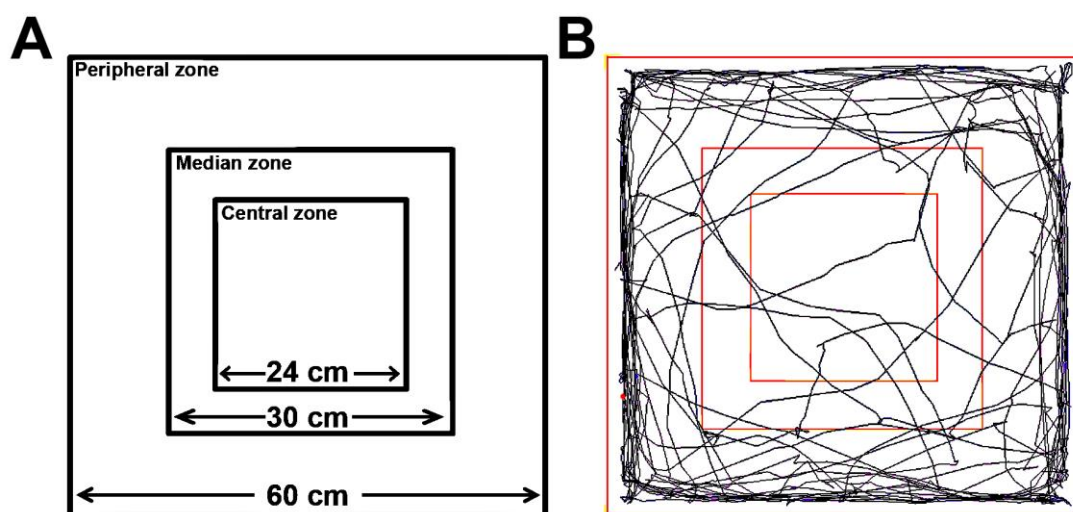 A
B
Peripheral zone
Median zone
Central zone
24 cm
30 cm
60 cm